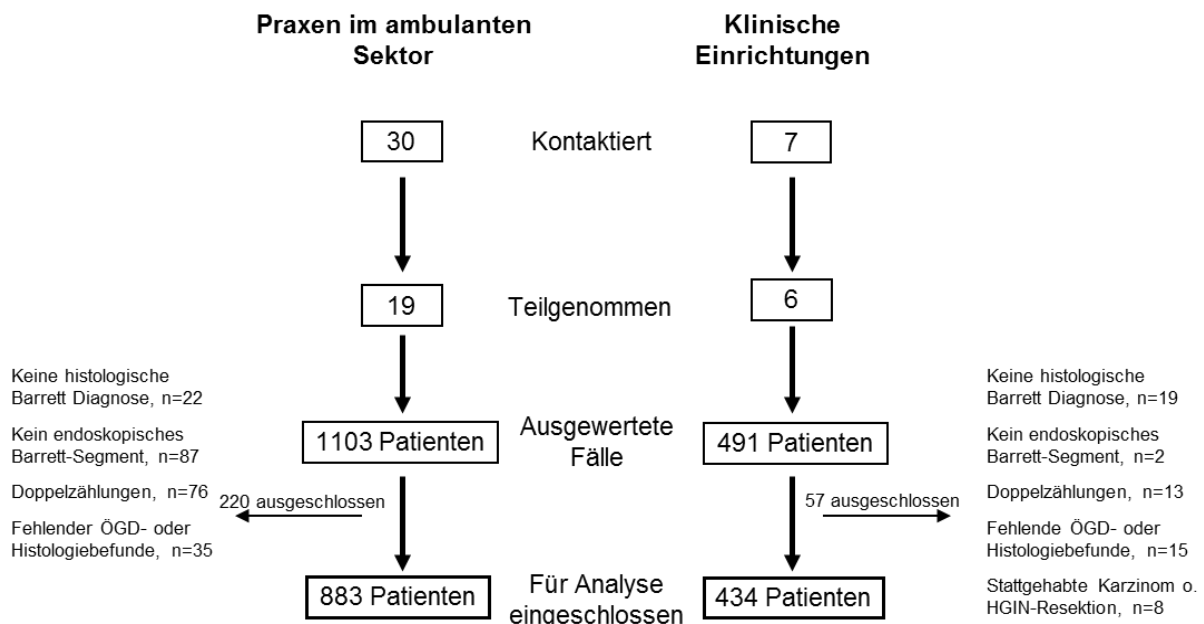 Praxen im ambulanten
Sektor
Klinische
Einrichtungen
30
Kontaktiert
7
19
Teilgenommen
6
Keine histologische
Barrett Diagnose, n=22
Kein endoskopisches
Barrett-Segment, n=87
Doppelzählungen, n=76
Fehlender ÖGD- oder
Histologiebefunde, n=35
1103 Patienten
Ausgewertete
Fälle
491 Patienten
220 ausgeschlossen
57 ausgeschlossen
Keine histologische
Barrett Diagnose, n=19
Kein endoskopisches
Barrett-Segment, n=2
Doppelzählungen, n=13
Fehlende ÖGD- oder
Histologiebefunde, n=15
Stattgehabte Karzinom o.
HGIN-Resektion, n=8
883 Patienten
Für Analyse
eingeschlossen
434 Patienten